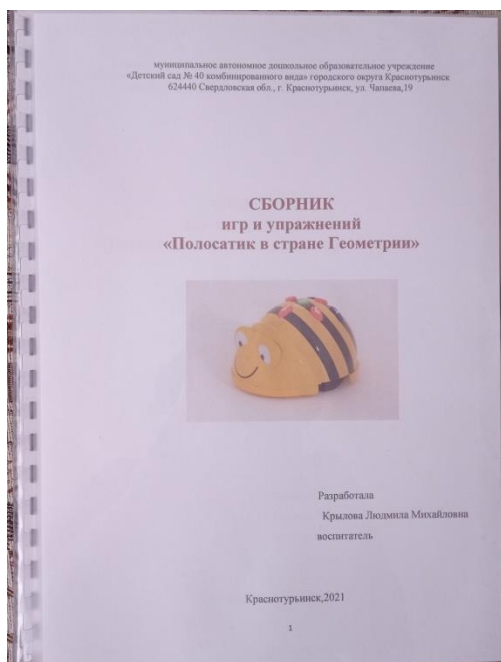 муниципальное автономное дошкольное образовательное учреждение
«Детский сад № 40 комбинированного вида» городского округа Краснотурьинск
624440 Свердловская обл., г. Краснотурьинск, ул. Чапаева,19
СБОРНИК
игр и упражнений
«Полосатик в стране Геометрии»
Разработала
Крылова Людмила Михайловна
воспитатель
Краснотурьинск,2021
1